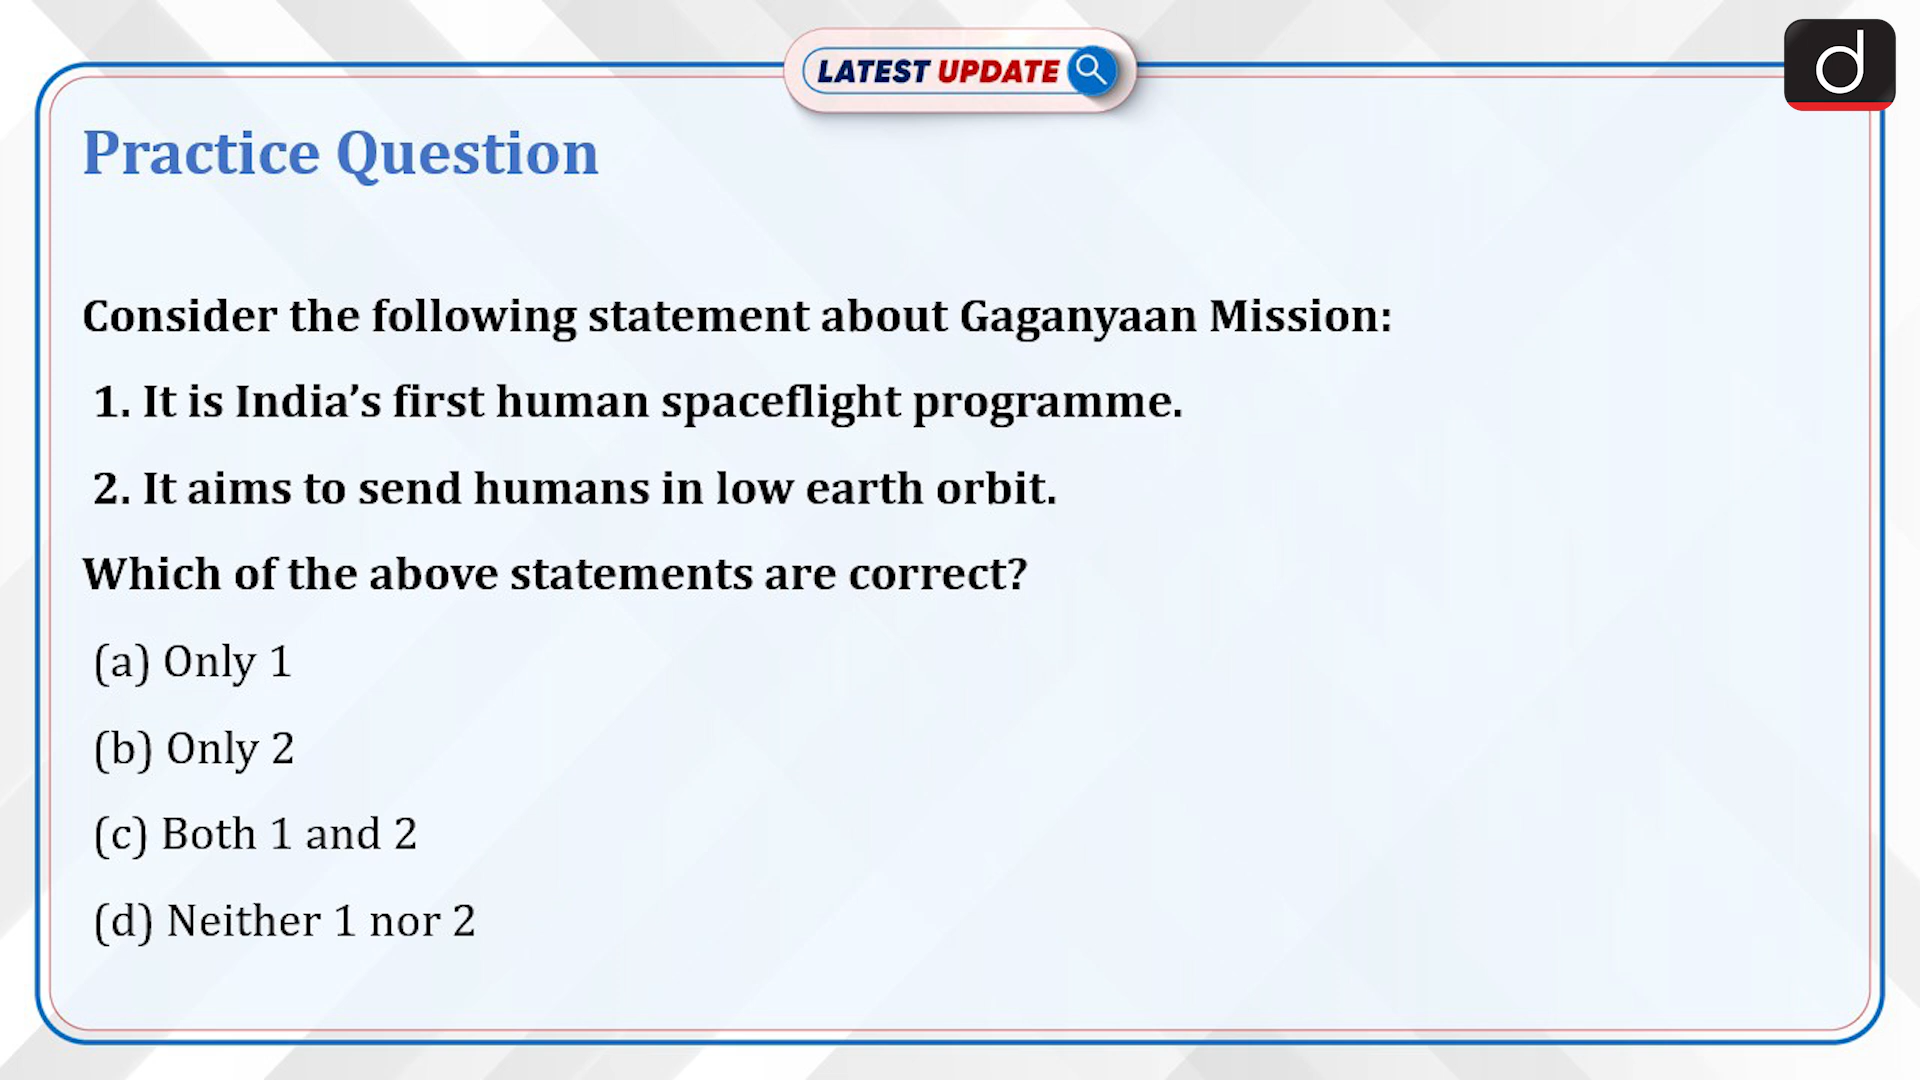 LATEST UPDATE
d
Practice Question
Consider the following statement about Gaganyaan Mission:
1. It is India’s first human spaceflight programme.
2. It aims to send humans in low earth orbit.
Which of the above statements are correct?
(a) Only 1
(b) Only 2
(c) Both 1 and 2
(d) Neither 1 nor 2